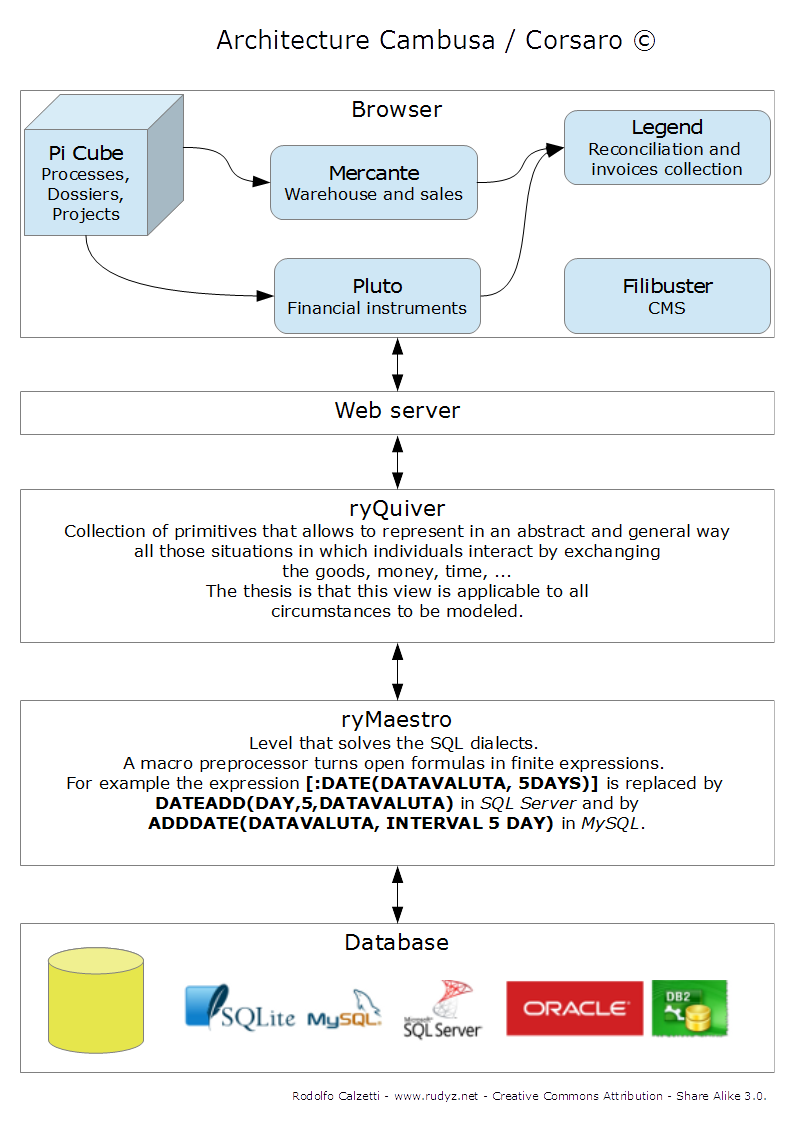 Architecture Cambusa / Corsaro ©
Browser
Pi Cube
Processes,
Dossiers,
Projects
Mercante
Warehouse and sales
Legend
Reconciliation and
invoices collection
Pluto
Financial instruments
Filibuster
CMS
Web server
ryQuiver
Collection of primitives that allows to represent in an abstract and general way
all those situations in which individuals interact by exchanging
the goods, money, time, ...
The thesis is that this view is applicable to all
circumstances to be modeled.
ryMaestro
Level that solves the SQL dialects.
A macro preprocessor turns open formulas in finite expressions.
For example the expression [:DATE(DATAVALUTA, 5DAYS)] is replaced by
DATEADD(DAY,5,DATAVALUTA) in SQL Server and by
ADDDATE(DATAVALUTA, INTERVAL 5 DAY) in MySQL.
Database
SQLite
MySQL
Microsoft
SQL Server
ORACLE
DB2
Rodolfo Calzetti - www.rudyz.net - Creative Commons Attribution - Share Alike 3.0.